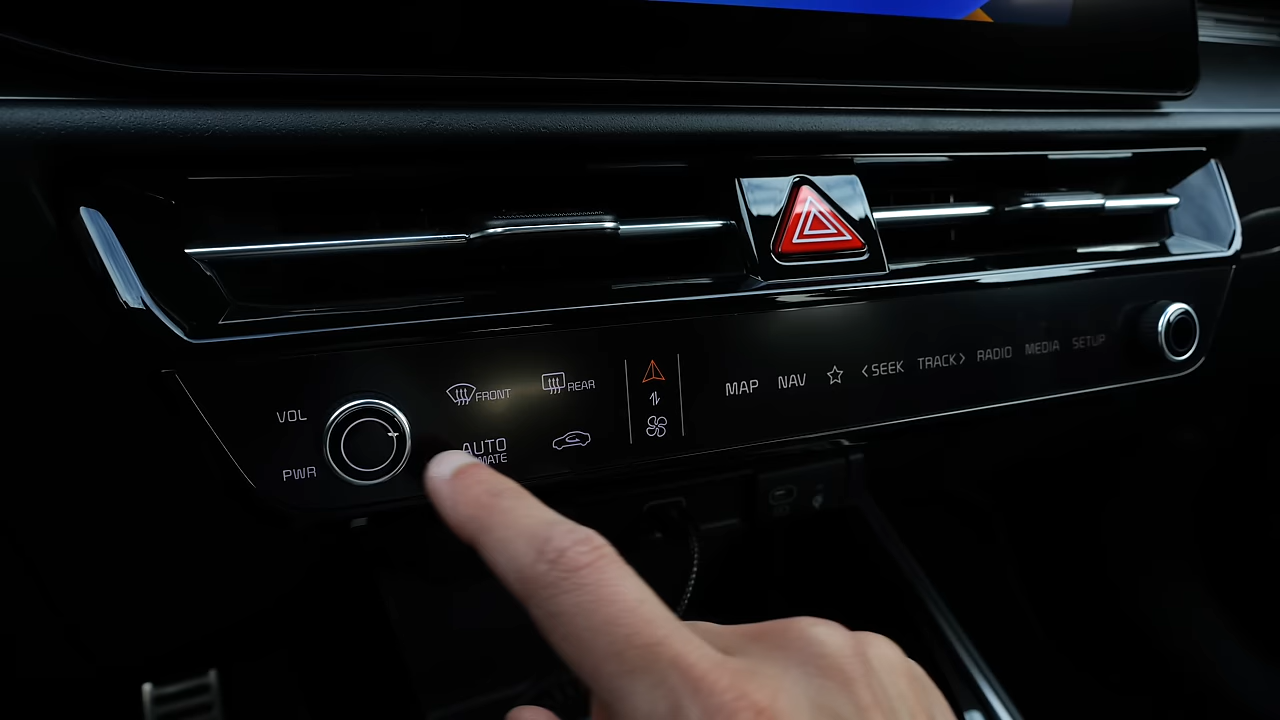 VOL
PWR
FRONT
REAR
AUTO
MAP
NAV
<SEEK
TRACK>
RADIO
MEDIA
SETUP